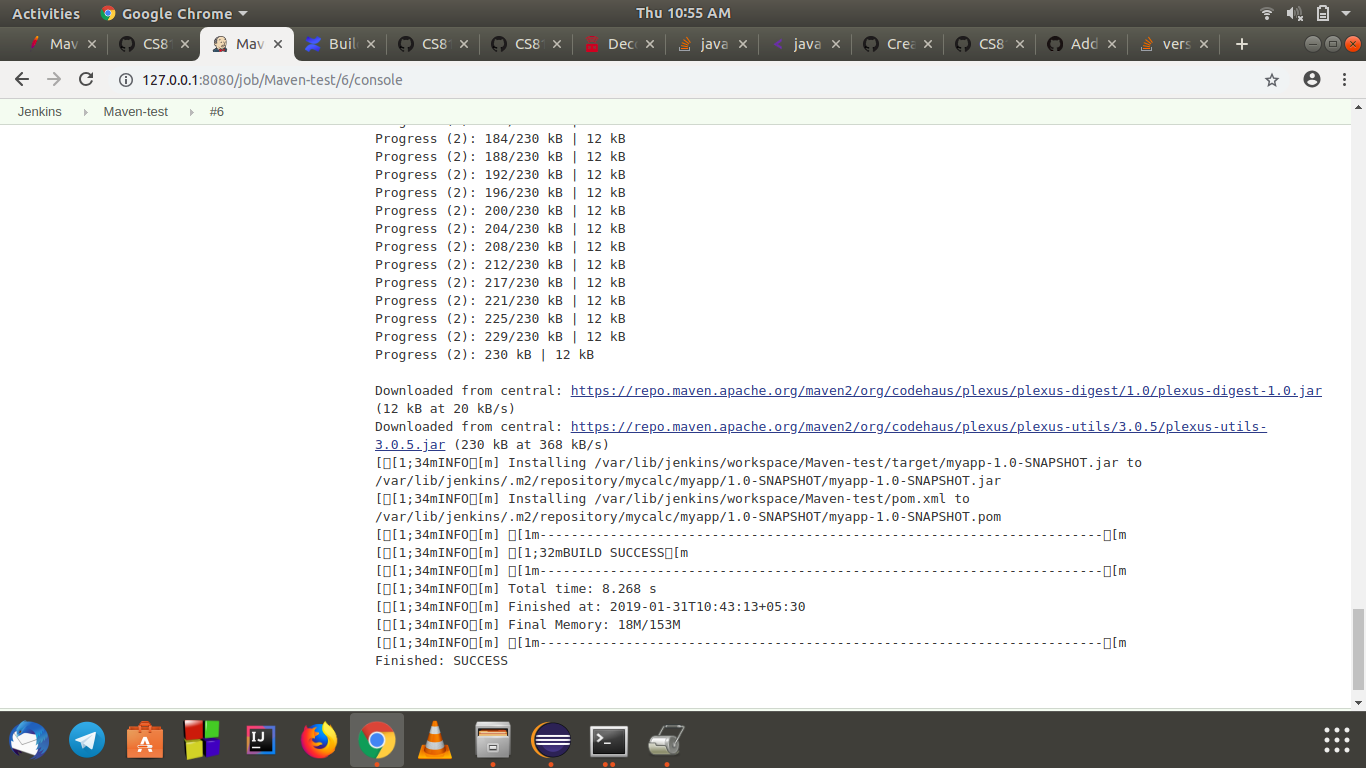 Activities Google Chrome Thu 10:55 AM
Mav CS8 Mav Buil CS8 CS8 Dec java java Crea CS8 Add vers
127.0.0.1:8080/job/Maven-test/6/console
Jenkins Maven-test #6
Progress (2): 184/230 kB | 12 kB
Progress (2): 188/230 kB | 12 kB
Progress (2): 192/230 kB | 12 kB
Progress (2): 196/230 kB | 12 kB
Progress (2): 200/230 kB | 12 kB
Progress (2): 204/230 kB | 12 kB
Progress (2): 208/230 kB | 12 kB
Progress (2): 212/230 kB | 12 kB
Progress (2): 217/230 kB | 12 kB
Progress (2): 221/230 kB | 12 kB
Progress (2): 225/230 kB | 12 kB
Progress (2): 229/230 kB | 12 kB
Progress (2): 230 kB | 12 kB
Downloaded from central: https://repo.maven.apache.org/maven2/org/codehaus/plexus/plexus-digest/1.0/plexus-digest-1.0.jar
(12 kB at 20 kB/s)
Downloaded from central: https://repo.maven.apache.org/maven2/org/codehaus/plexus/plexus-utils/3.0.5/plexus-utils-
3.0.5.jar (230 kB at 368 kB/s)
[[1;34mINFO[m] Installing /var/lib/jenkins/workspace/Maven-test/target/myapp-1.0-SNAPSHOT.jar to
/var/lib/jenkins/.m2/repository/mycalc/myapp/1.0-SNAPSHOT/myapp-1.0-SNAPSHOT.jar
[[1;34mINFO[m] Installing /var/lib/jenkins/workspace/Maven-test/pom.xml to
/var/lib/jenkins/.m2/repository/mycalc/myapp/1.0-SNAPSHOT/myapp-1.0-SNAPSHOT.pom
[[1;34mINFO[m] [1m------------------------------------------------------------------------[m
[[1;34mINFO[m] [1;32mBUILD SUCCESS[m
[[1;34mINFO[m] [1m------------------------------------------------------------------------[m
[[1;34mINFO[m] Total time: 8.268 s
[[1;34mINFO[m] Finished at: 2019-01-31T10:43:13+05:30
[[1;34mINFO[m] Final Memory: 18M/153M
[[1;34mINFO[m] [1m------------------------------------------------------------------------[m
Finished: SUCCESS